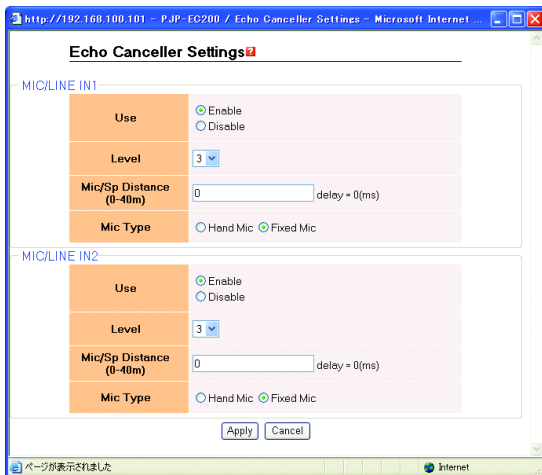 http://192.168.100.101 - PJP-EC200 / Echo Canceller Settings - Microsoft Internet ...
Echo Canceller Settings?
MIC/LINE IN1
Use
Enable
Disable
Level
3
Mic/Sp Distance
(0-40m)
0
delay = 0(ms)
Mic Type
Hand Mic
Fixed Mic
MIC/LINE IN2
Use
Enable
Disable
Level
3
Mic/Sp Distance
(0-40m)
0
delay = 0(ms)
Mic Type
Hand Mic
Fixed Mic
Apply
Cancel
ページが表示されました
Internet